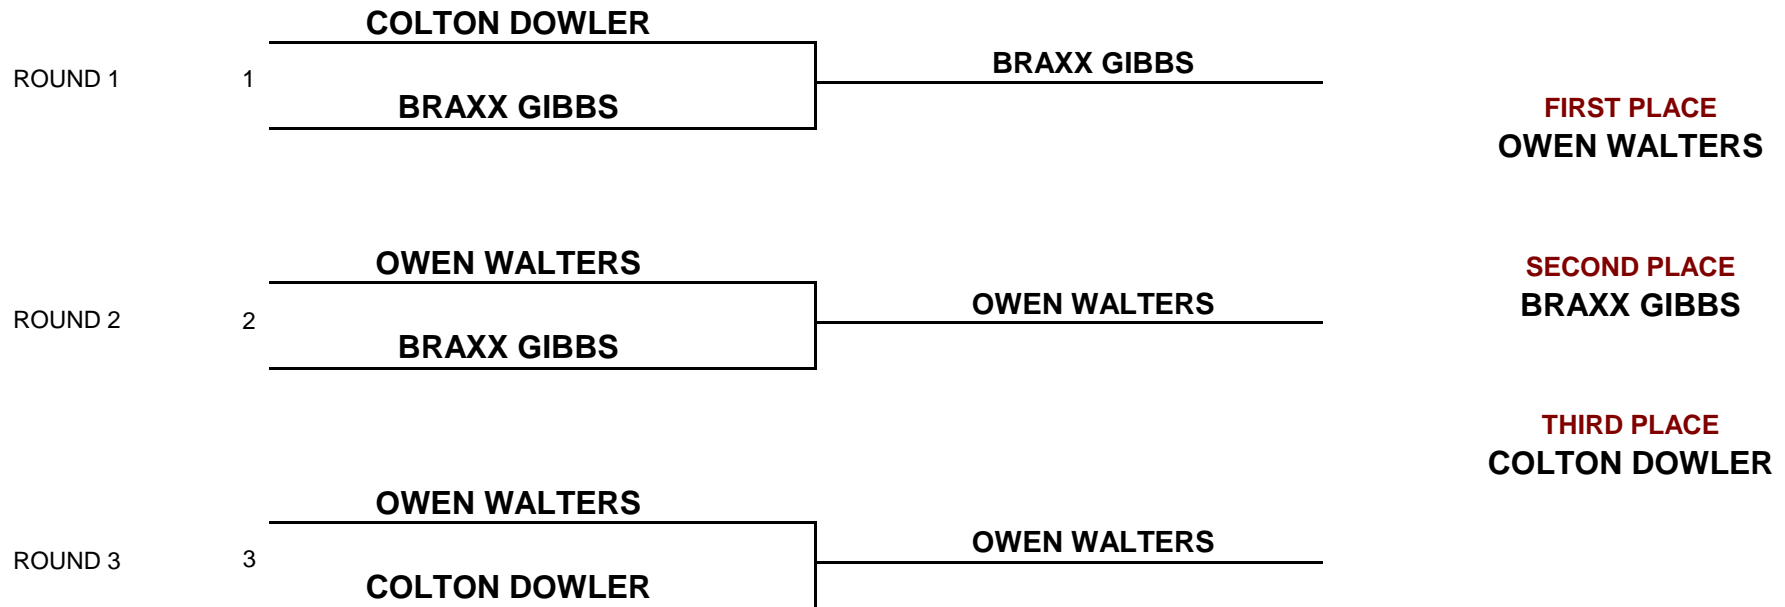 COLTON DOWLER
ROUND 1
1
BRAXX GIBBS
BRAXX GIBBS
FIRST PLACE
OWEN WALTERS
OWEN WALTERS
ROUND 2
2
BRAXX GIBBS
OWEN WALTERS
SECOND PLACE
BRAXX GIBBS
THIRD PLACE
COLTON DOWLER
OWEN WALTERS
ROUND 3
3
COLTON DOWLER
OWEN WALTERS